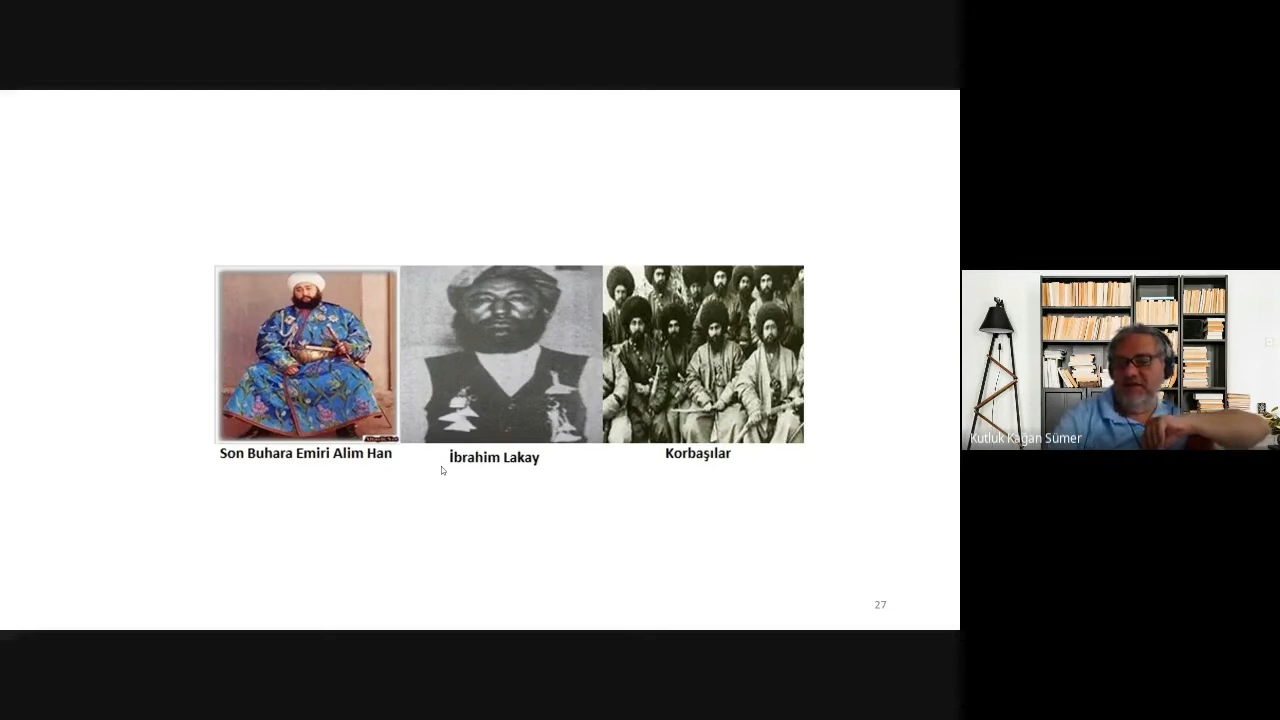 Son Buhara Emiri Alim Han
İbrahim Lakay
Korbaşılar
27
Kutluk Kağan Sümer